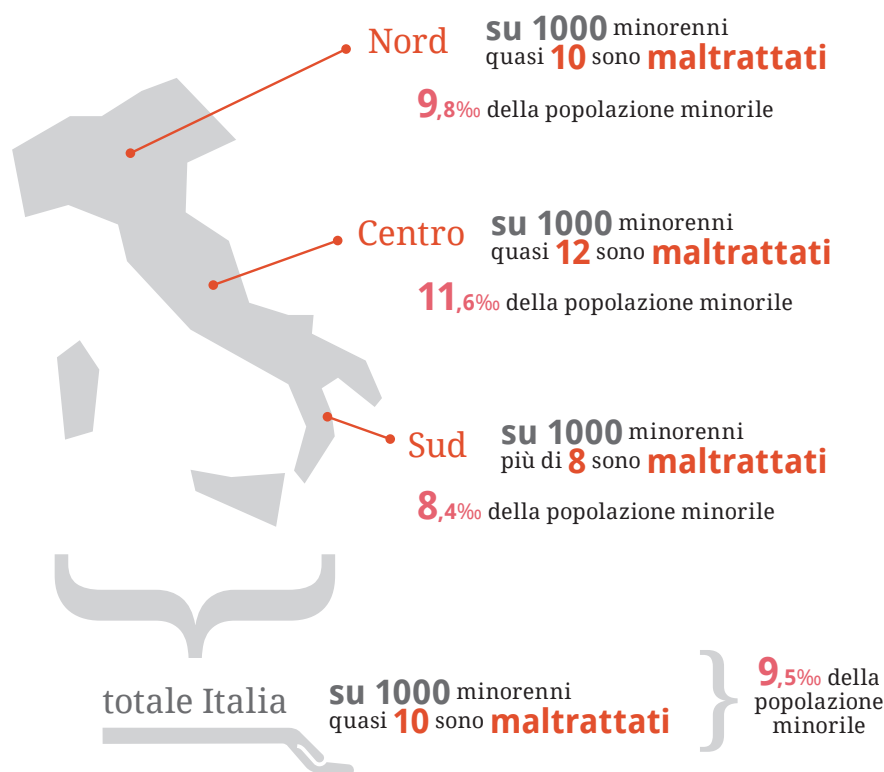 Nord
su 1000 minorenni
quasi 10 sono maltrattati
9,8‰ della popolazione minorile
Centro
su 1000 minorenni
quasi 12 sono maltrattati
11,6‰ della popolazione minorile
Sud
su 1000 minorenni
più di 8 sono maltrattati
8,4‰ della popolazione minorile
totale Italia
su 1000 minorenni
quasi 10 sono maltrattati
9,5‰ della
popolazione
minorile